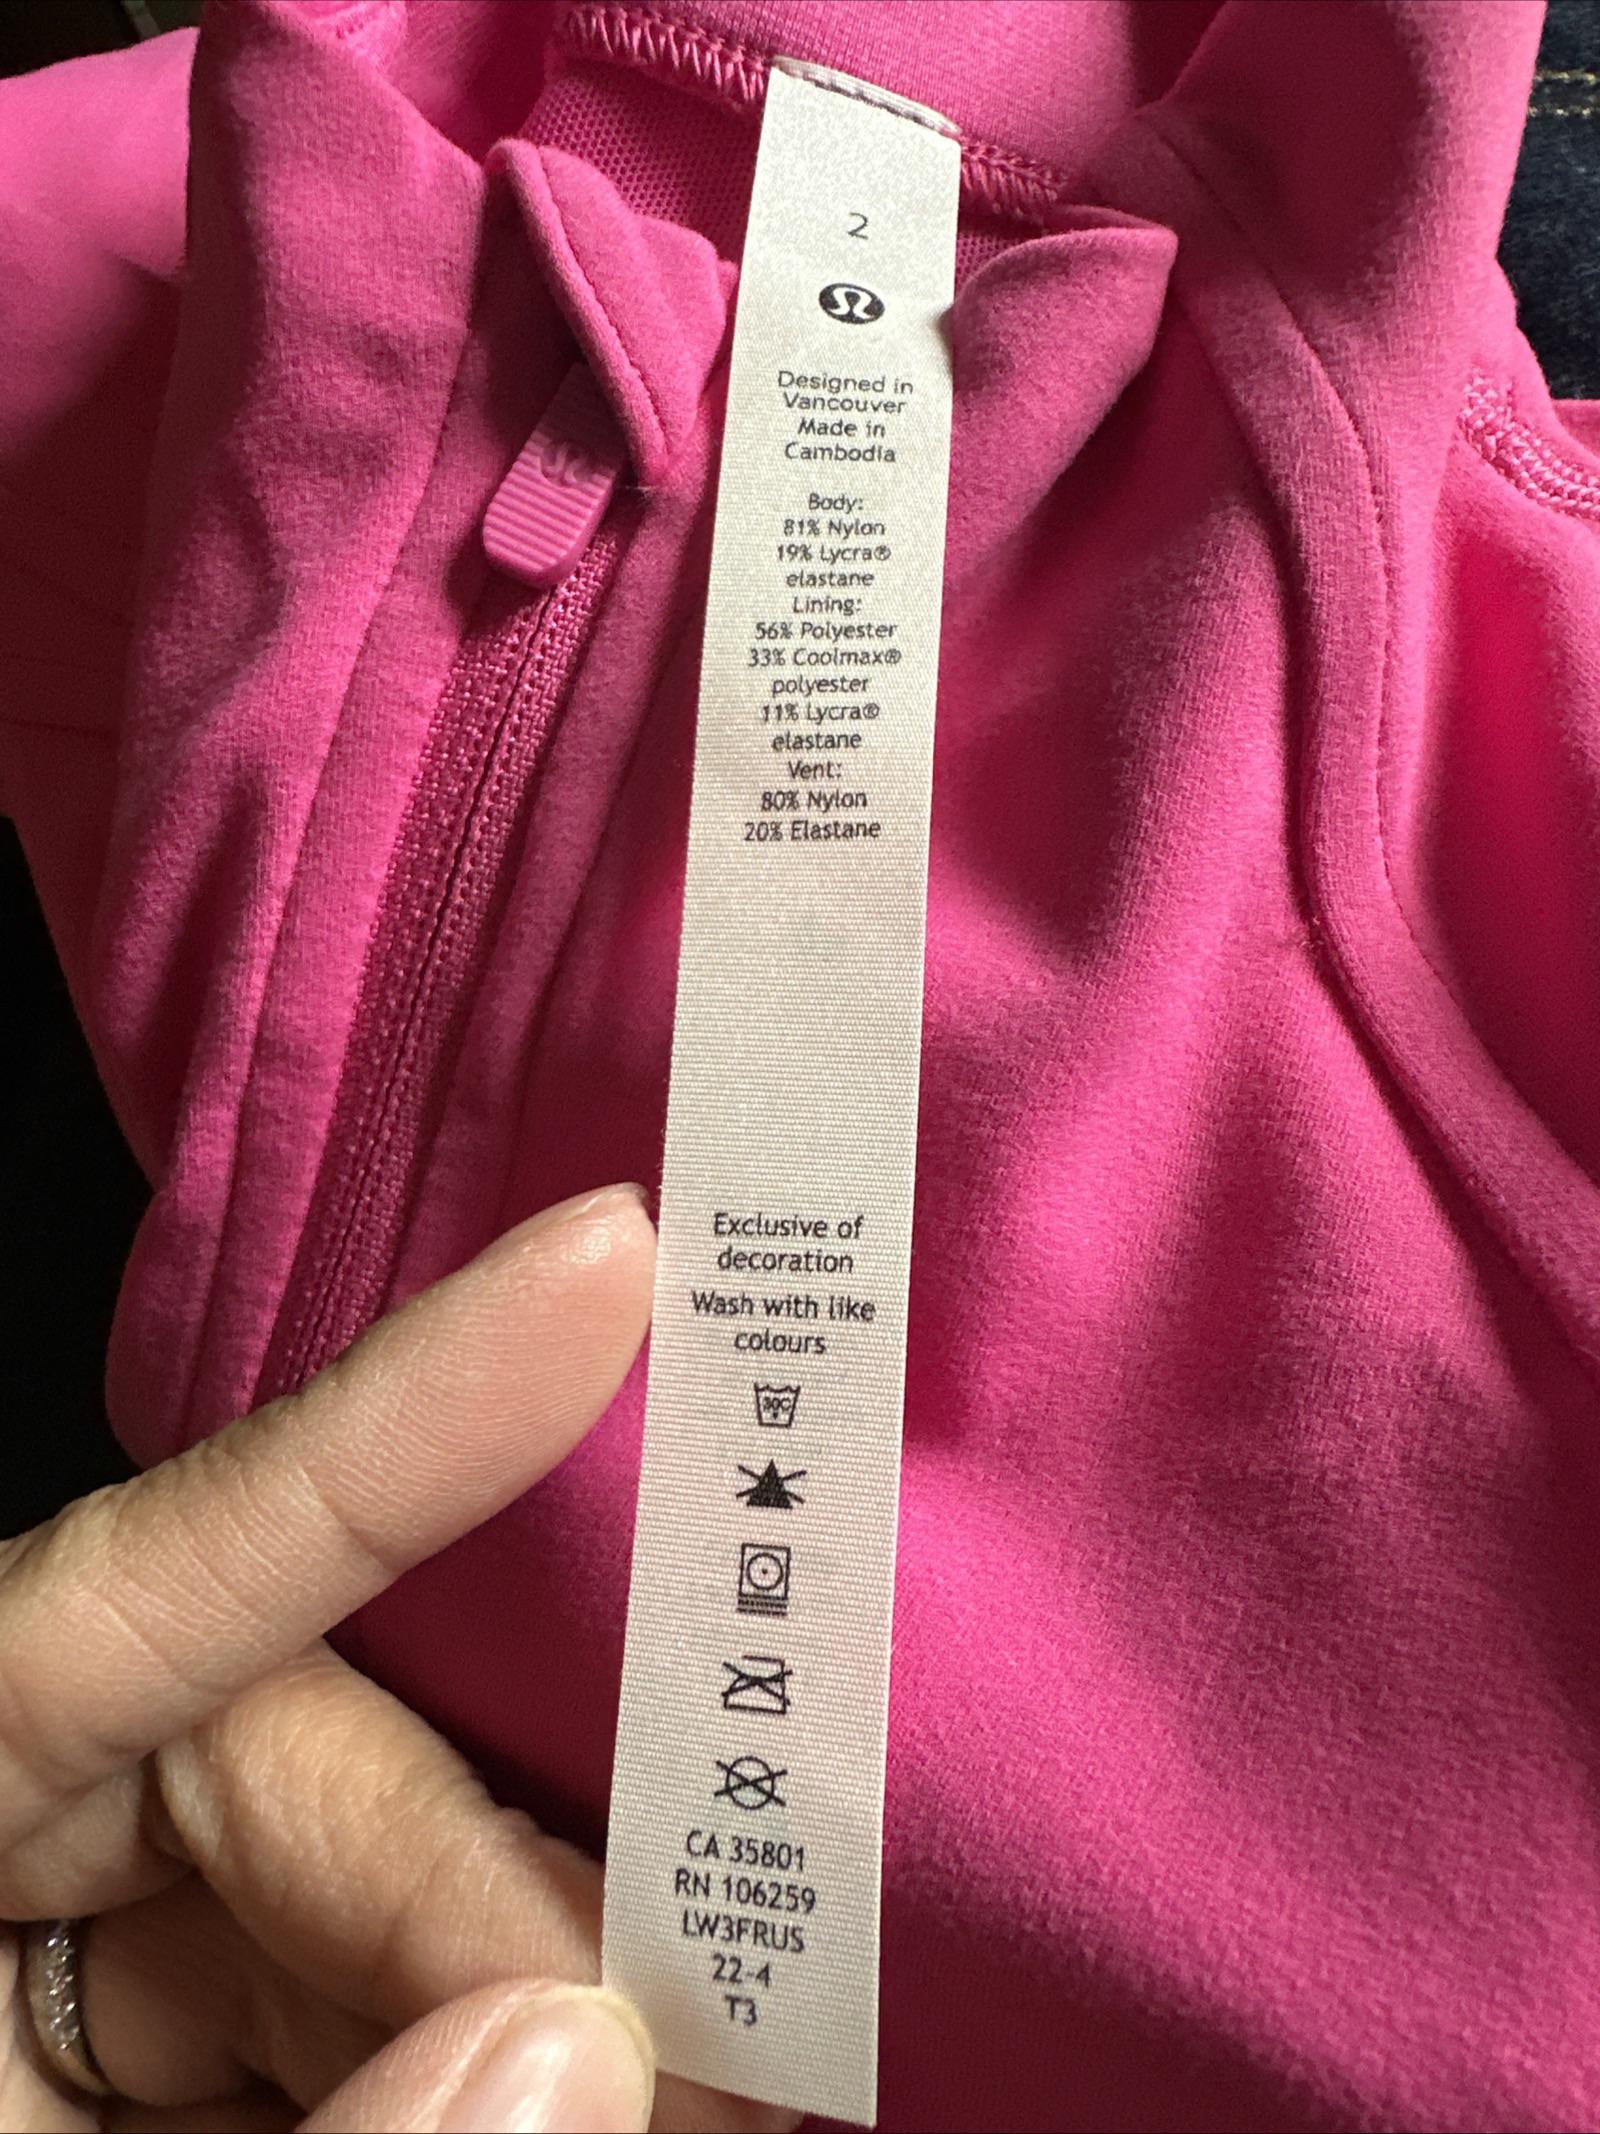 2
Designed in
Vancouver
Made in
Cambodia
Body:
81% Nylon
19% Lycra®
elastane
Lining:
56% Polyester
33% Coolmax®
polyester
11% Lycra®
elastane
Vent:
80% Nylon
20% Elastane
Exclusive of
decoration
Wash with like
colours
30C
CA 35801
RN 106259
LW3FRUS
22-4
T3